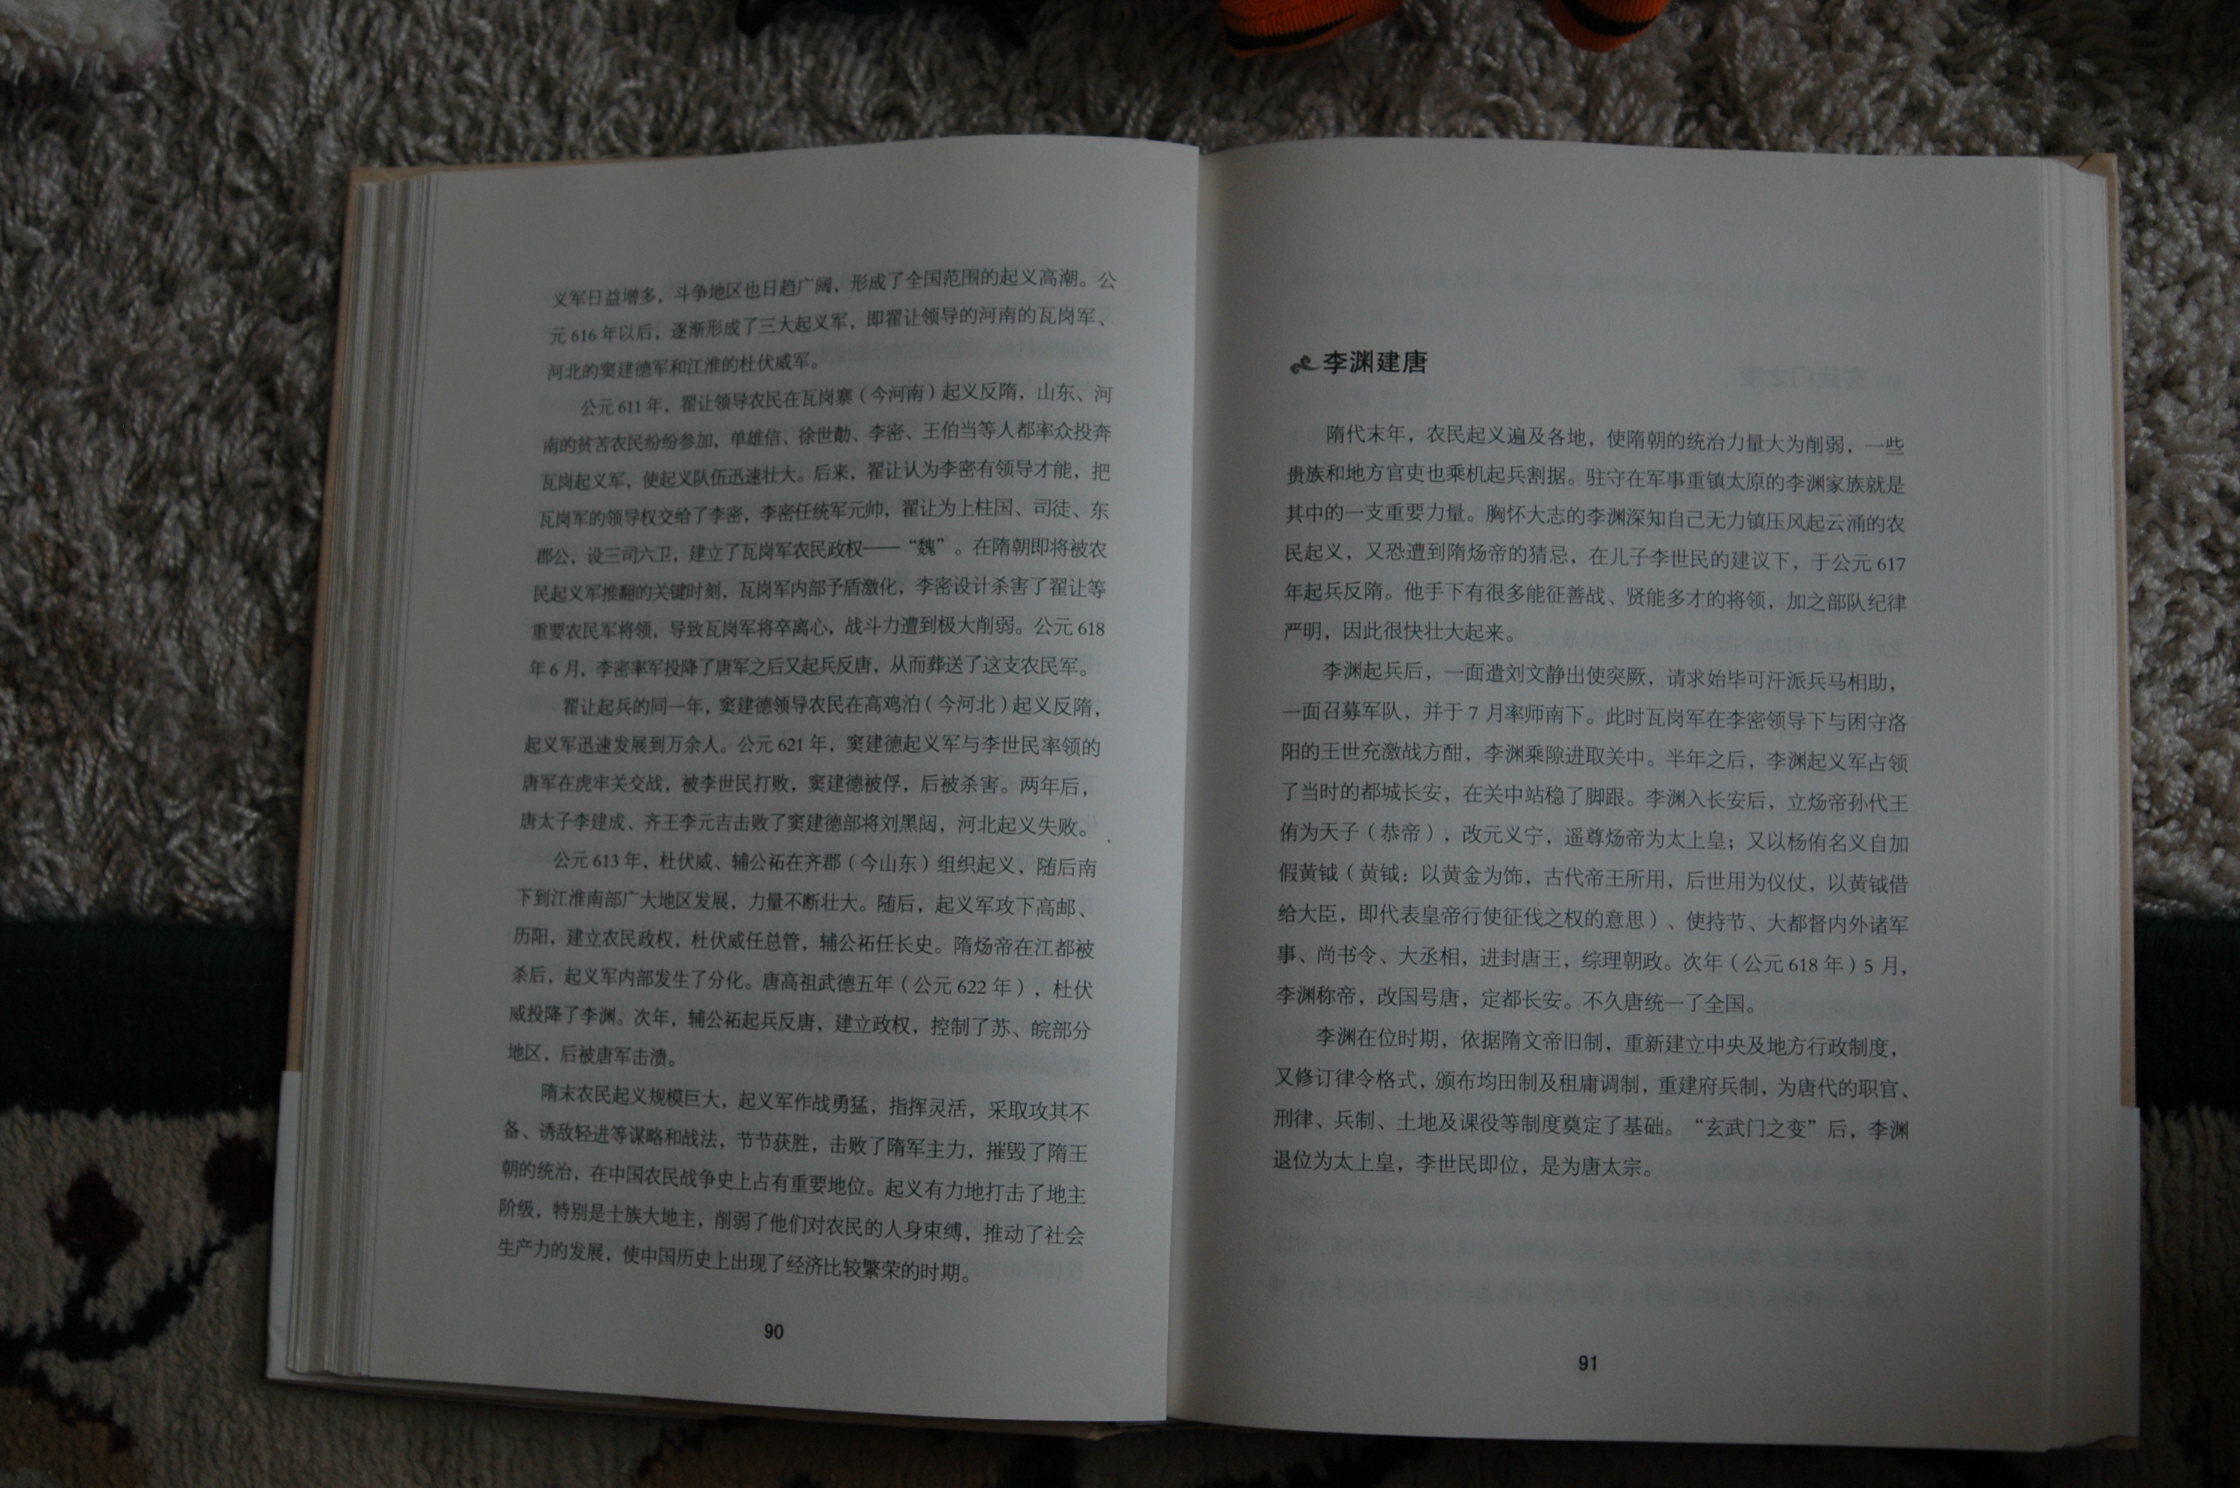 义军日益增多，斗争地区也日趋广阔，形成了全国范围的起义高潮。公
元 616 年以后，逐渐形成了三大起义军，即翟让领导的河南的瓦岗军、
河北的窦建德军和江淮的杜伏威军。
公元 611 年，翟让领导农民在瓦岗寨（今河南）起义反隋，山东、河
南的贫苦农民纷纷参加，单雄信、徐世勣、李密、王伯当等人都率众投奔
瓦岗起义军，使起义队伍迅速壮大。后来，翟让认为李密有领导才能，把
瓦岗军的领导权交给了李密，李密任统军元帅，翟让为上柱国、司徒、东
郡公，设三司六卫，建立了瓦岗军农民政权——“魏”。在隋朝即将被农
民起义军推翻的关键时刻，瓦岗军内部予盾激化，李密设计杀害了翟让等
重要农民军将领，导致瓦岗军将卒离心，战斗力遭到极大削弱。公元 618
年 6 月，李密率军投降了唐军之后又起兵反唐，从而葬送了这支农民军。
翟让起兵的同一年，窦建德领导农民在高鸡泊（今河北）起义反隋，
起义军迅速发展到万余人。公元 621 年，窦建德起义军与李世民率领的
唐军在虎牢关交战，被李世民打败，窦建德被俘，后被杀害。两年后，
唐太子李建成、齐王李元吉击败了窦建德部将刘黑闼，河北起义失败。
公元 613 年，杜伏威、辅公祏在齐郡（今山东）组织起义，随后南
下到江淮南部广大地区发展，力量不断壮大。随后，起义军攻下高邮、
历阳，建立农民政权，杜伏威任总管，辅公祏任长史。隋炀帝在江都被
杀后，起义军内部发生了分化。唐高祖武德五年（公元 622 年），杜伏
威投降了李渊。次年，辅公祏起兵反唐，建立政权，控制了苏、皖部分
地区，后被唐军击溃。
隋末农民起义规模巨大，起义军作战勇猛，指挥灵活，采取攻其不
备、诱敌轻进等谋略和战法，节节获胜，击败了隋军主力，摧毁了隋王
朝的统治，在中国农民战争史上占有重要地位。起义有力地打击了地主
阶级，特别是士族大地主，削弱了他们对农民的人身束缚，推动了社会
生产力的发展，使中国历史上出现了经济比较繁荣的时期。
90
李渊建唐
隋代末年，农民起义遍及各地，使隋朝的统治力量大为削弱，一些
贵族和地方官吏也乘机起兵割据。驻守在军事重镇太原的李渊家族就是
其中的一支重要力量。胸怀大志的李渊深知自己无力镇压风起云涌的农
民起义，又恐遭到隋炀帝的猜忌，在儿子李世民的建议下，于公元 617
年起兵反隋。他手下有很多能征善战、贤能多才的将领，加之部队纪律
严明，因此很快壮大起来。
李渊起兵后，一面遣刘文静出使突厥，请求始毕可汗派兵马相助，
一面召募军队，并于 7 月率师南下。此时瓦岗军在李密领导下与困守洛
阳的王世充激战方酣，李渊乘隙进取关中。半年之后，李渊起义军占领
了当时的都城长安，在关中站稳了脚跟。李渊入长安后，立炀帝孙代王
侑为天子（恭帝），改元义宁，遥尊炀帝为太上皇；又以杨侑名义自加
假黄钺（黄钺：以黄金为饰，古代帝王所用，后世用为仪仗，以黄钺借
给大臣，即代表皇帝行使征伐之权的意思）、使持节、大都督内外诸军
事、尚书令、大丞相，进封唐王，综理朝政。次年（公元 618 年）5 月，
李渊称帝，改国号唐，定都长安。不久唐统一了全国。
李渊在位时期，依据隋文帝旧制，重新建立中央及地方行政制度，
又修订律令格式，颁布均田制及租庸调制，重建府兵制，为唐代的职官、
刑律、兵制、土地及课役等制度奠定了基础。“玄武门之变”后，李渊
退位为太上皇，李世民即位，是为唐太宗。
91